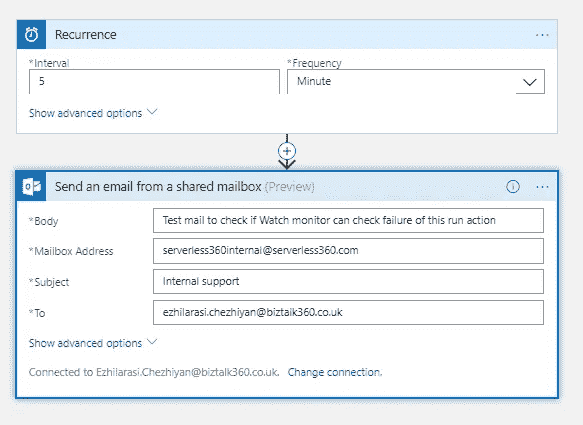 Recurrence
...
*Interval *Frequency
5 Minute
Show advanced options
Send an email from a shared mailbox (Preview)
...
*Body Test mail to check if Watch monitor can check failure of this run action
*Mailbox Address serverless360internal@serverless360.com
*Subject Internal support
*To ezhilarasi.chezhiyan@biztalk360.co.uk
Show advanced options
Connected to Ezhilarasi.Chezhiyan@biztalk360.co.uk. Change connection.